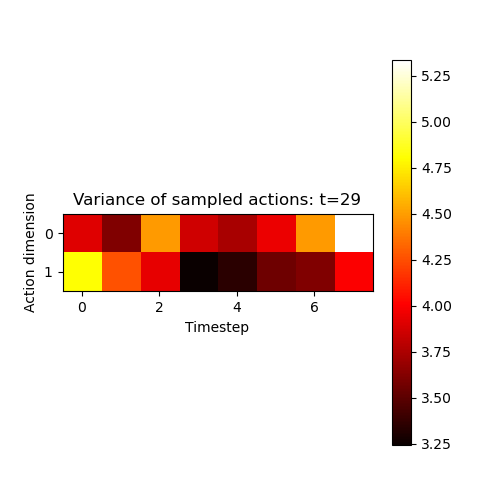 Variance of sampled actions: t=29
Action dimension
0
1
0 2 4 6
Timestep
5.25
5.00
4.75
4.50
4.25
4.00
3.75
3.50
3.25